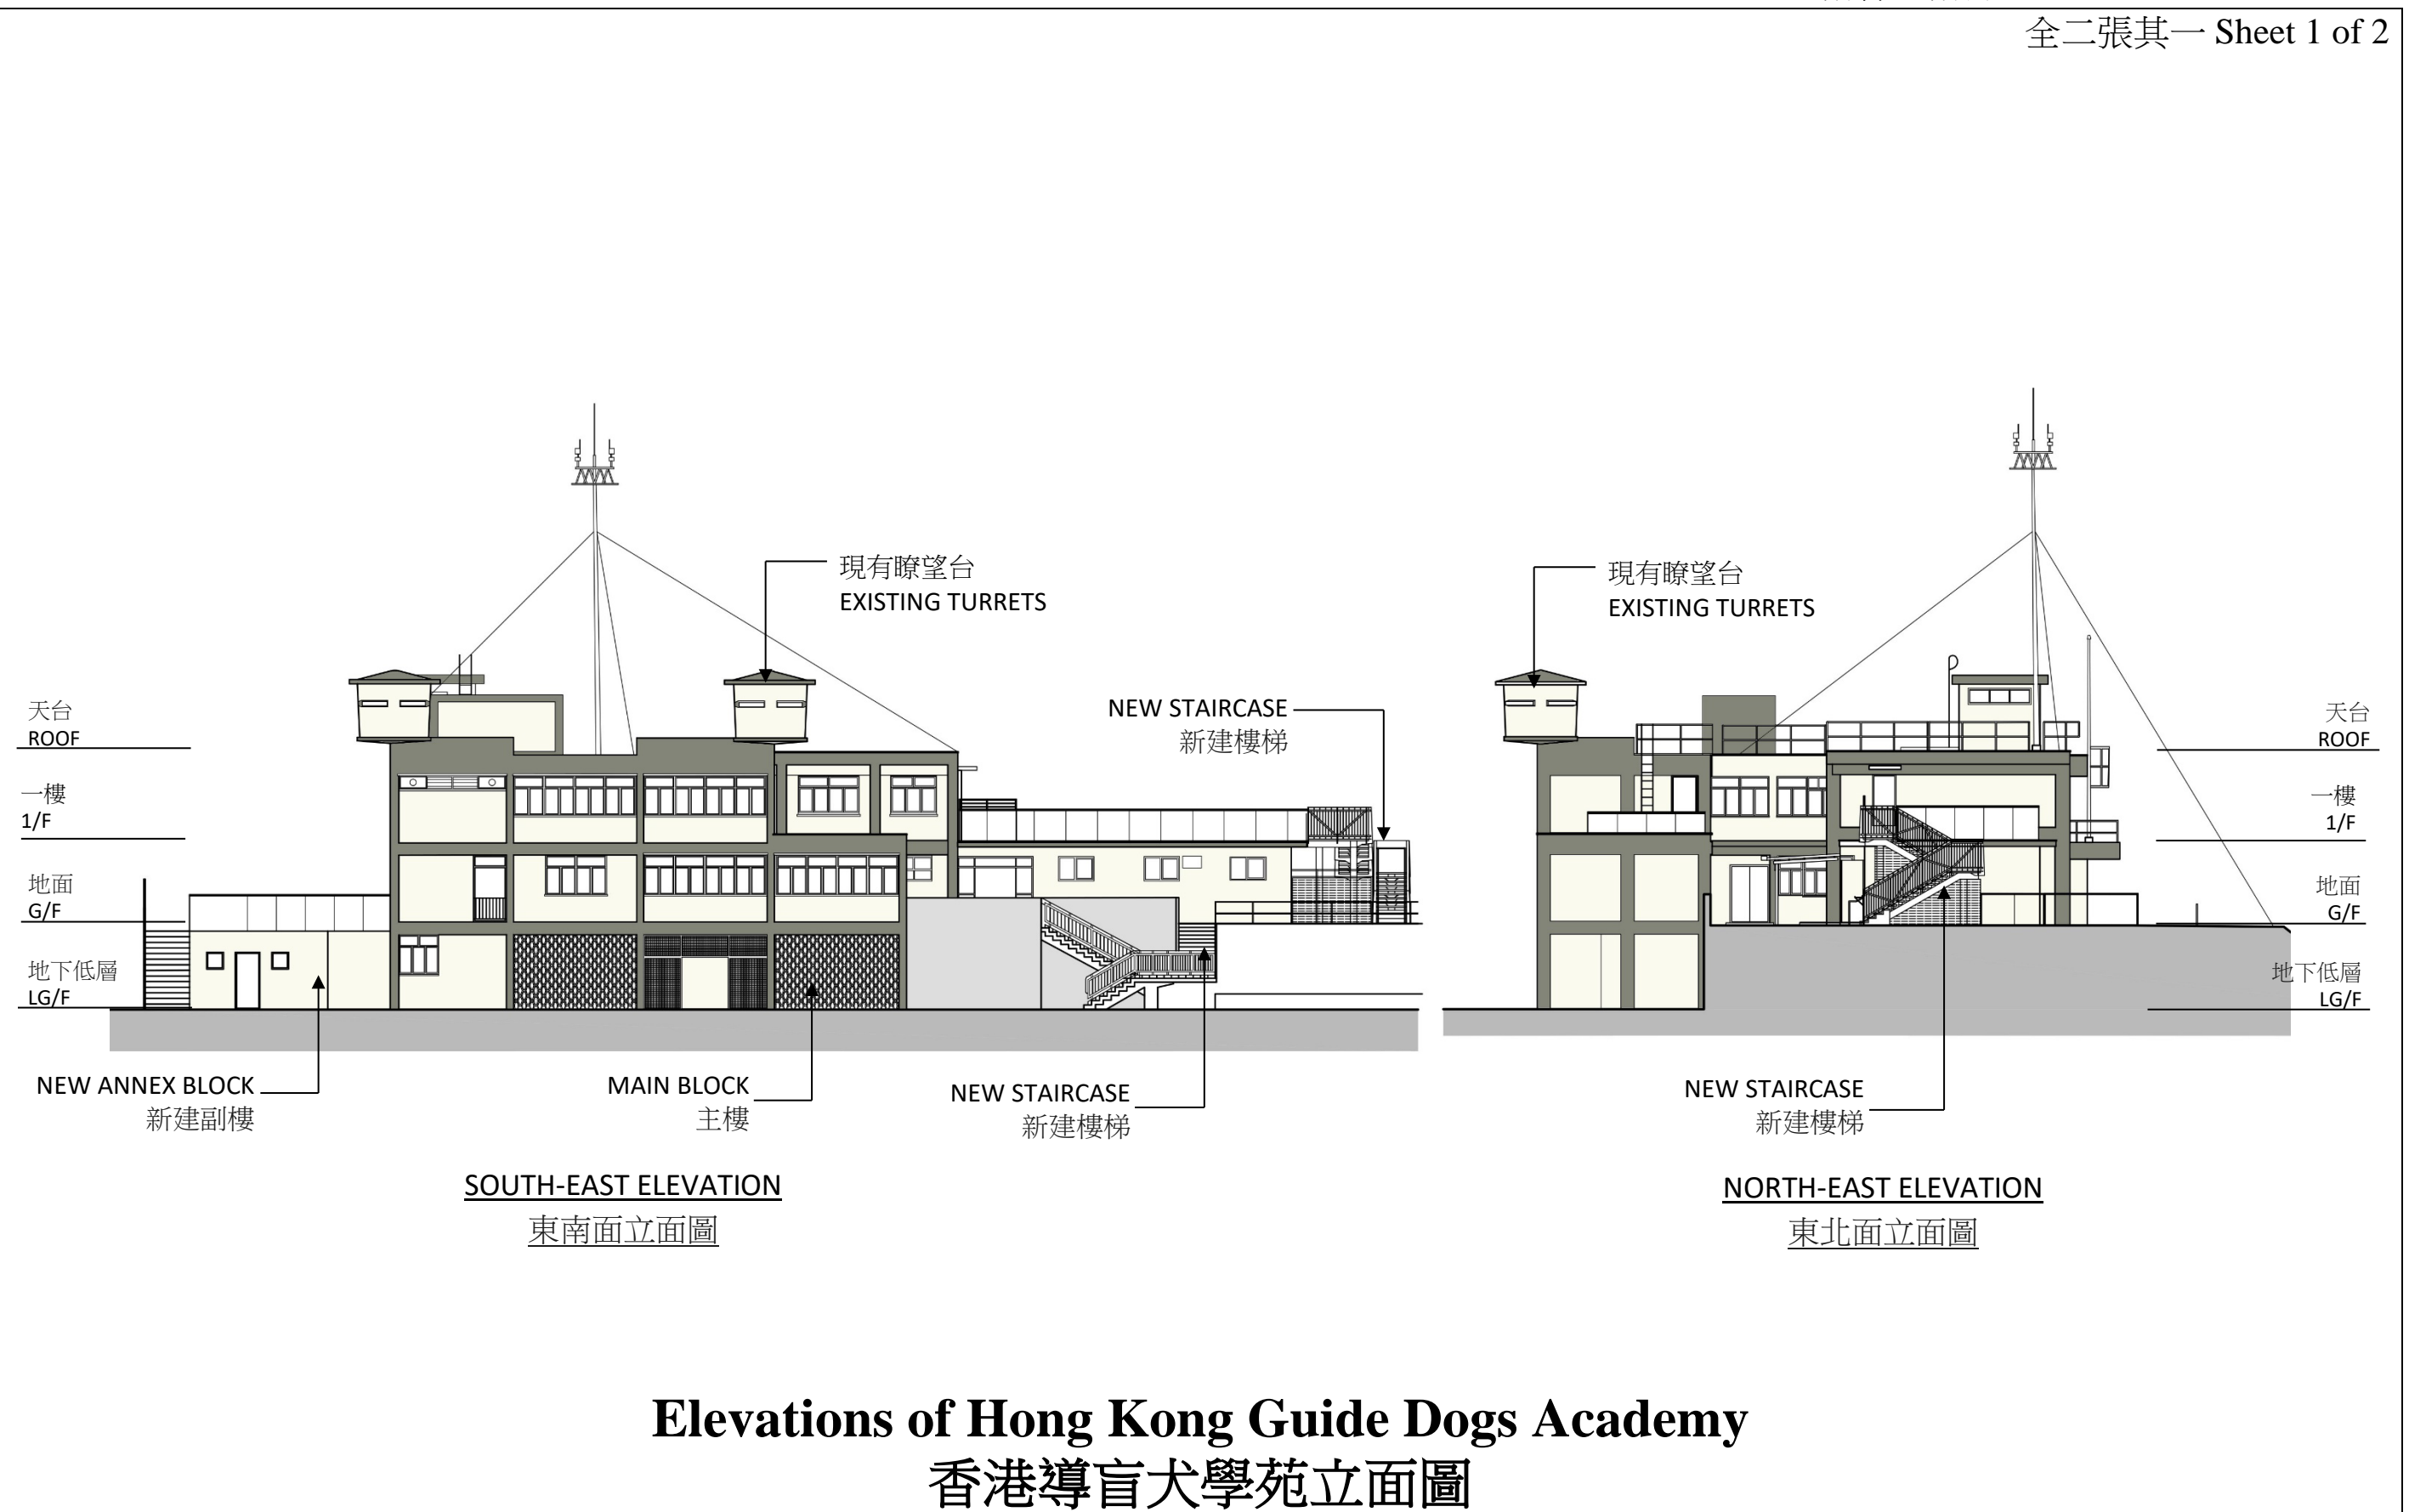 全二張其一 Sheet 1 of 2
現有瞭望台
EXISTING TURRETS
現有瞭望台
EXISTING TURRETS
NEW STAIRCASE
新建樓梯
天台
ROOF
一樓
1/F
地面
G/F
地下低層
LG/F
天台
ROOF
一樓
1/F
地面
G/F
地下低層
LG/F
NEW ANNEX BLOCK
新建副樓
MAIN BLOCK
主樓
NEW STAIRCASE
新建樓梯
NEW STAIRCASE
新建樓梯
SOUTH-EAST ELEVATION
東南面立面圖
NORTH-EAST ELEVATION
東北面立面圖
Elevations of Hong Kong Guide Dogs Academy
香港導盲犬學苑立面圖